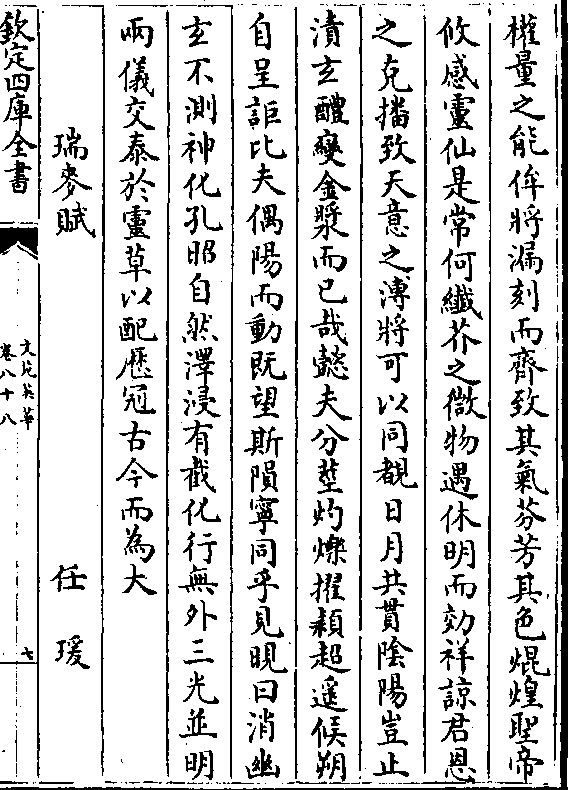 權量之能侔將漏刻而齊致其氣芬芳其色焜煌聖帝
攸感靈仙是常何纖芥之微物遇休明而効祥諒君恩
之克播致天意之溥將可以同覩日月共貫陰陽豈止
漬玄醴變金漿而已哉懿夫分莖灼爍擢穎超遥候朔
自呈詎比夫偶陽而動既望斯隕寧同乎見晛曰消幽
玄不測神化孔昭自然澤浸有截化行無外三光並明
兩儀交泰於靈草以配歴冠古今而為大
瑞麥賦
任瑗
欽定四庫全書
文苑英華
卷八十八
七